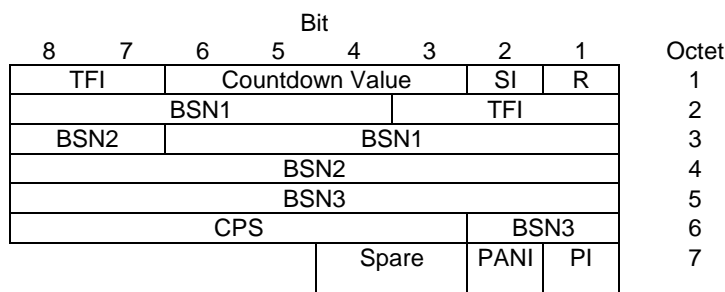 Bit
8 7 6 5 4 3 2 1 Octet
TFI Countdown Value SI R 1
BSN1 TFI 2
BSN2 BSN1 3
BSN2 4
BSN3 5
CPS BSN3 6
Spare PANI PI 7